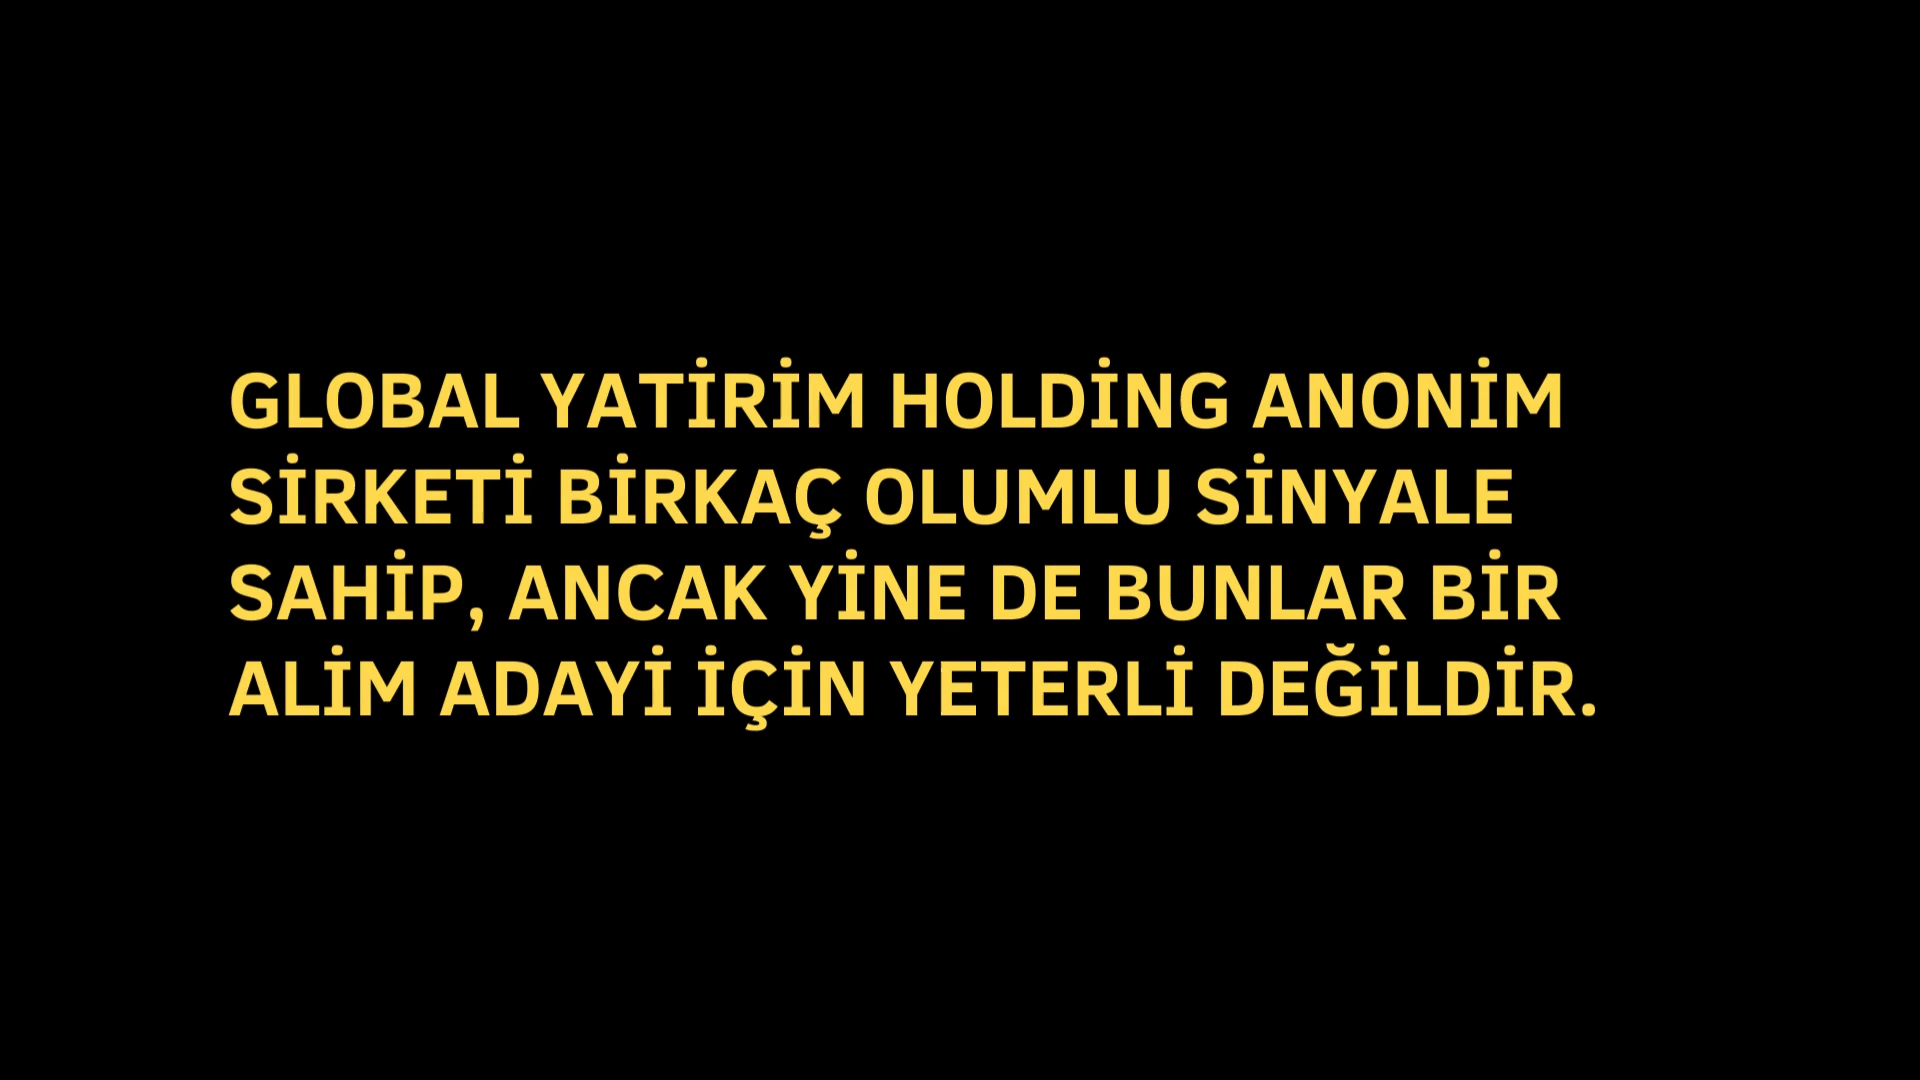 GLOBAL YATİRİM HOLDİNG ANONİM
SİRKETİ BİRKAÇ OLUMLU SİNYALE
SAHİP, ANCAK YİNE DE BUNLAR BİR
ALİM ADAYİ İÇİN YETERLİ DEĞİLDİR.